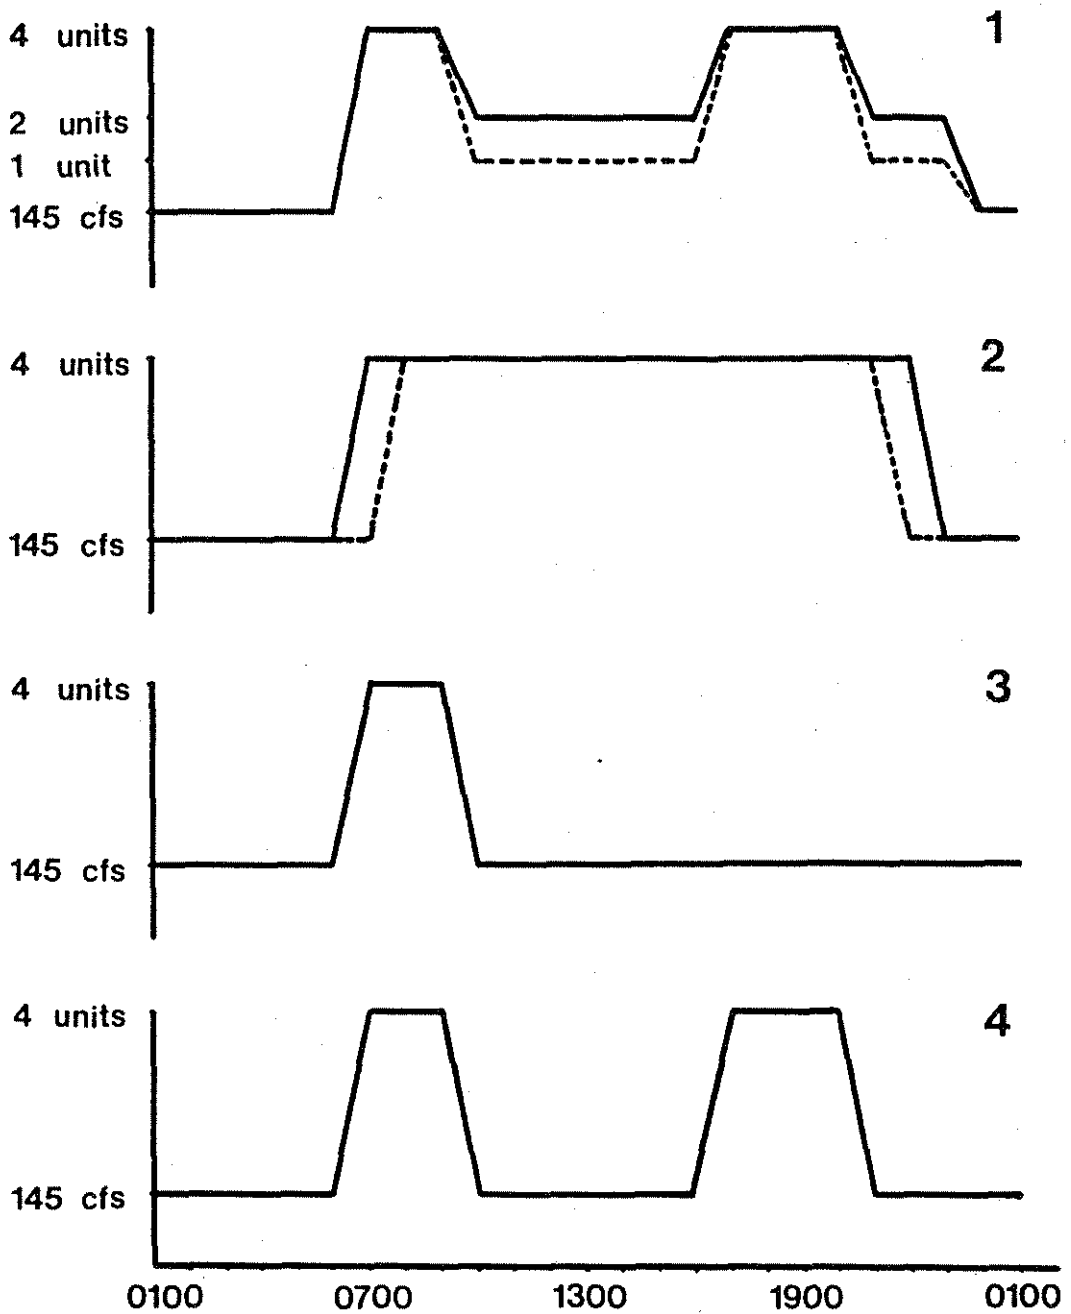 4 units 1
2 units
1 unit
145 cfs
4 units 2
145 cfs
4 units 3
145 cfs
4 units 4
145 cfs
0100 0700 1300 1900 0100